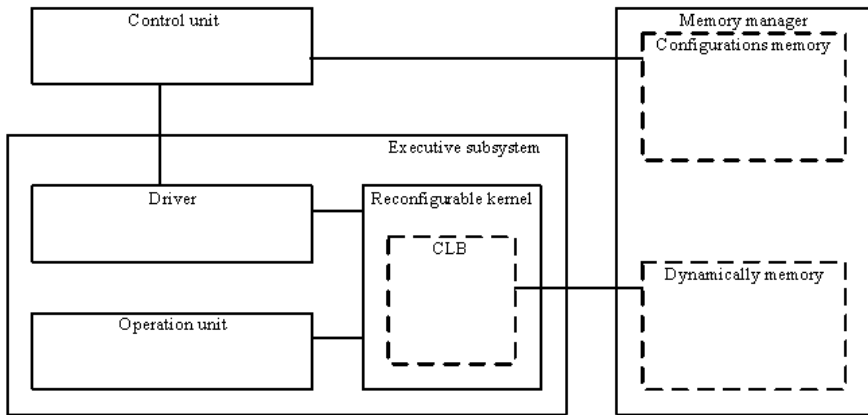 Control unit
Memory manager
Configurations memory
Executive subsystem
Driver
Reconfigurable kernel
CLB
Dynamically memory
Operation unit